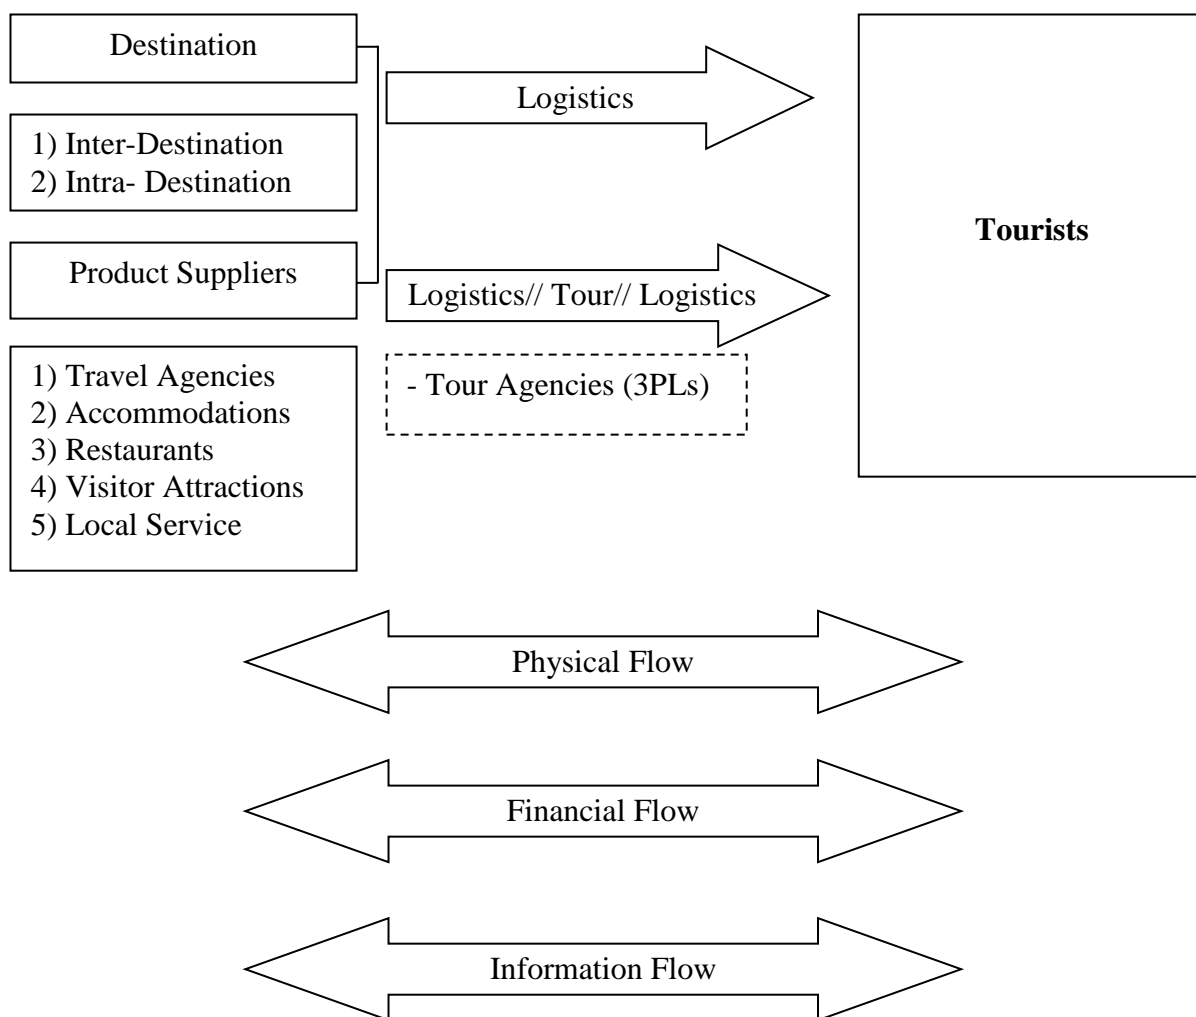 Destination
Logistics
1) Inter-Destination
2) Intra- Destination
Tourists
Product Suppliers
Logistics// Tour// Logistics
1) Travel Agencies
2) Accommodations
3) Restaurants
4) Visitor Attractions
5) Local Service
- Tour Agencies (3PLs)
Physical Flow
Financial Flow
Information Flow